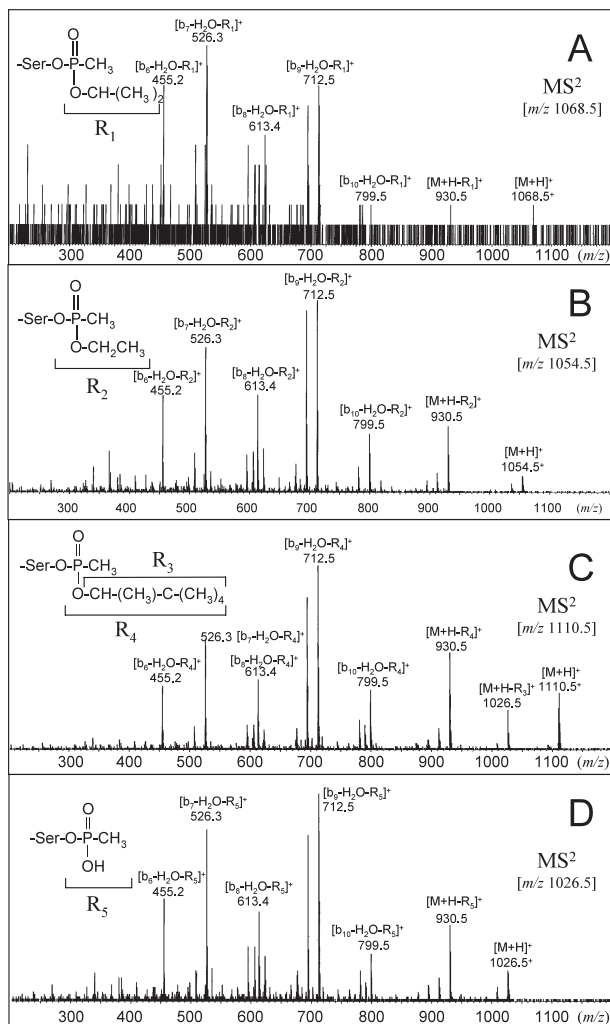 A
MS2
[m/z 1068.5]
O
-Ser-O-P-CH3
O-CH-(CH3)2
R1
[b6-H2O-R1]+
455.2
[b7-H2O-R1]+
526.3
[b8-H2O-R1]+
613.4
[b9-H2O-R1]+
712.5
[b10-H2O-R1]+
799.5
[M+H-R1]+
930.5
[M+H]+
1068.5+
300 400 500 600 700 800 900 1000 1100 (m/z)
B
MS2
[m/z 1054.5]
O
-Ser-O-P-CH3
O-CH2CH3
R2
[b6-H2O-R2]+
455.2
[b7-H2O-R2]+
526.3
[b8-H2O-R2]+
613.4
[b9-H2O-R2]+
712.5
[b10-H2O-R2]+
799.5
[M+H-R2]+
930.5
[M+H]+
1054.5+
300 400 500 600 700 800 900 1000 1100 (m/z)
C
MS2
[m/z 1110.5]
O
R3
-Ser-O-P-CH3
O-CH-(CH3)-C-(CH3)4
R4
[b6-H2O-R4]+
455.2
526.3 [b7-H2O-R4]+
[b8-H2O-R4]+
613.4
[b9-H2O-R4]+
712.5
[b10-H2O-R4]+
799.5
[M+H-R4]+
930.5
[M+H-R3]+
1026.5
[M+H]+
1110.5+
300 400 500 600 700 800 900 1000 1100 (m/z)
D
MS2
[m/z 1026.5]
O
-Ser-O-P-CH3
OH
R5
[b6-H2O-R5]+
455.2
[b7-H2O-R5]+
526.3
[b8-H2O-R5]+
613.4
[b9-H2O-R5]+
712.5
[b10-H2O-R5]+
799.5
[M+H-R5]+
930.5
[M+H]+
1026.5+
300 400 500 600 700 800 900 1000 1100 (m/z)